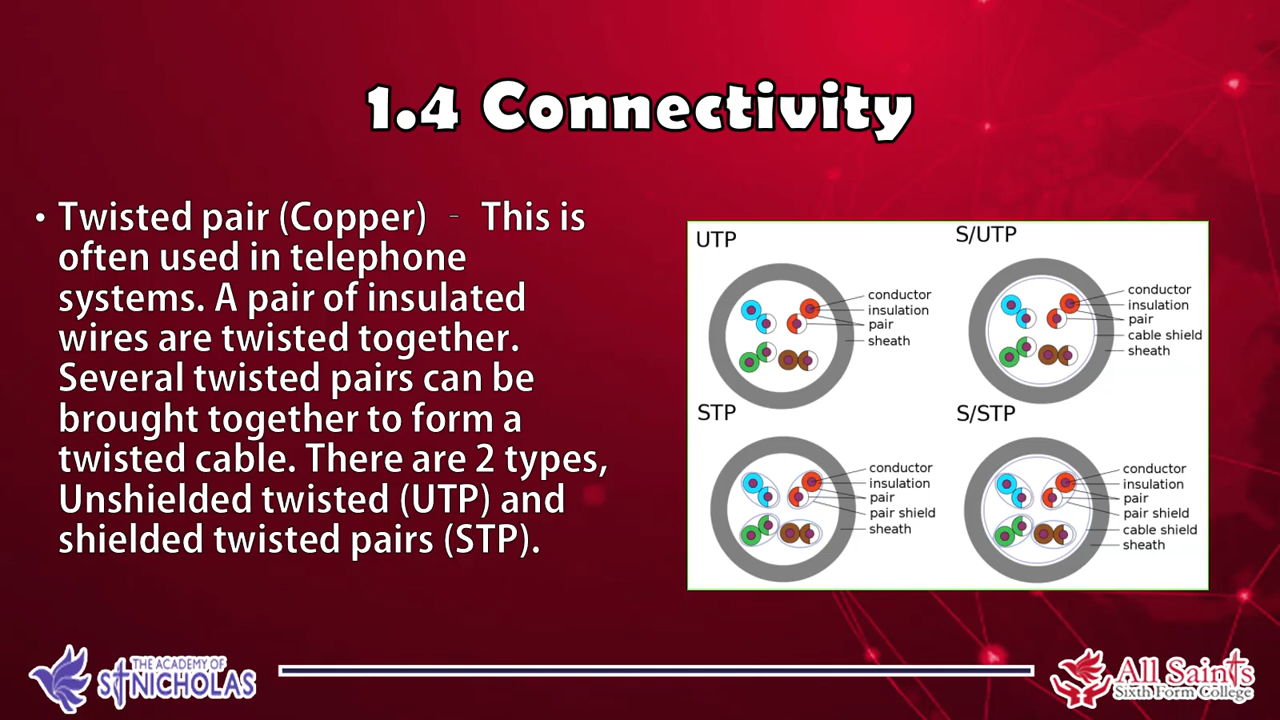 1.4 Connectivity
• Twisted pair (Copper) – This is
often used in telephone
systems. A pair of insulated
wires are twisted together.
Several twisted pairs can be
brought together to form a
twisted cable. There are 2 types,
Unshielded twisted (UTP) and
shielded twisted pairs (STP).
UTP
conductor
insulation
pair
sheath
S/UTP
conductor
insulation
pair
cable shield
sheath
STP
conductor
insulation
pair
pair shield
sheath
S/STP
conductor
insulation
pair
pair shield
cable shield
sheath
THE ACADEMY OF
ST NICHOLAS
All Saints
Sixth Form College